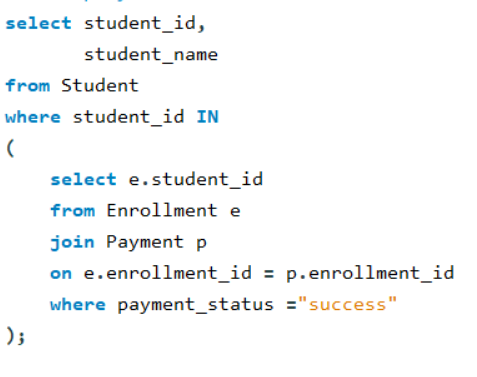 select student_id,
student_name
from Student
where student_id IN
(
select e.student_id
from Enrollment e
join Payment p
on e.enrollment_id = p.enrollment_id
where payment_status ="success"
);